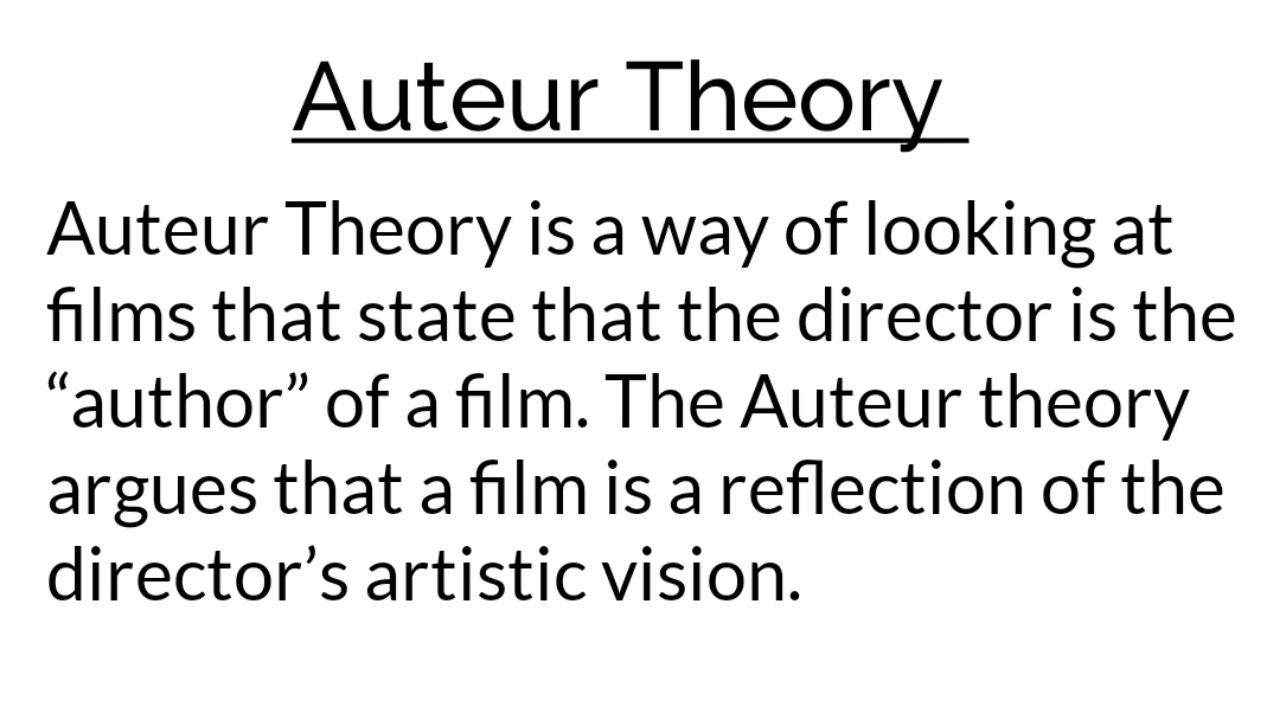 Auteur Theory
Auteur Theory is a way of looking at
films that state that the director is the
“author” of a film. The Auteur theory
argues that a film is a reflection of the
director’s artistic vision.